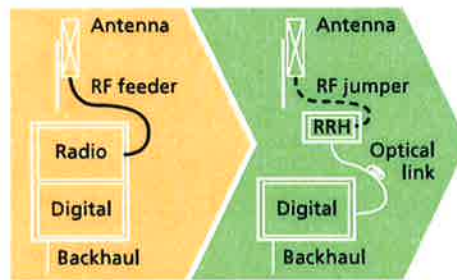 Antenna
RF feeder
Radio
Digital
Backhaul
Antenna
RF jumper
RRH
Optical
link
Digital
Backhaul